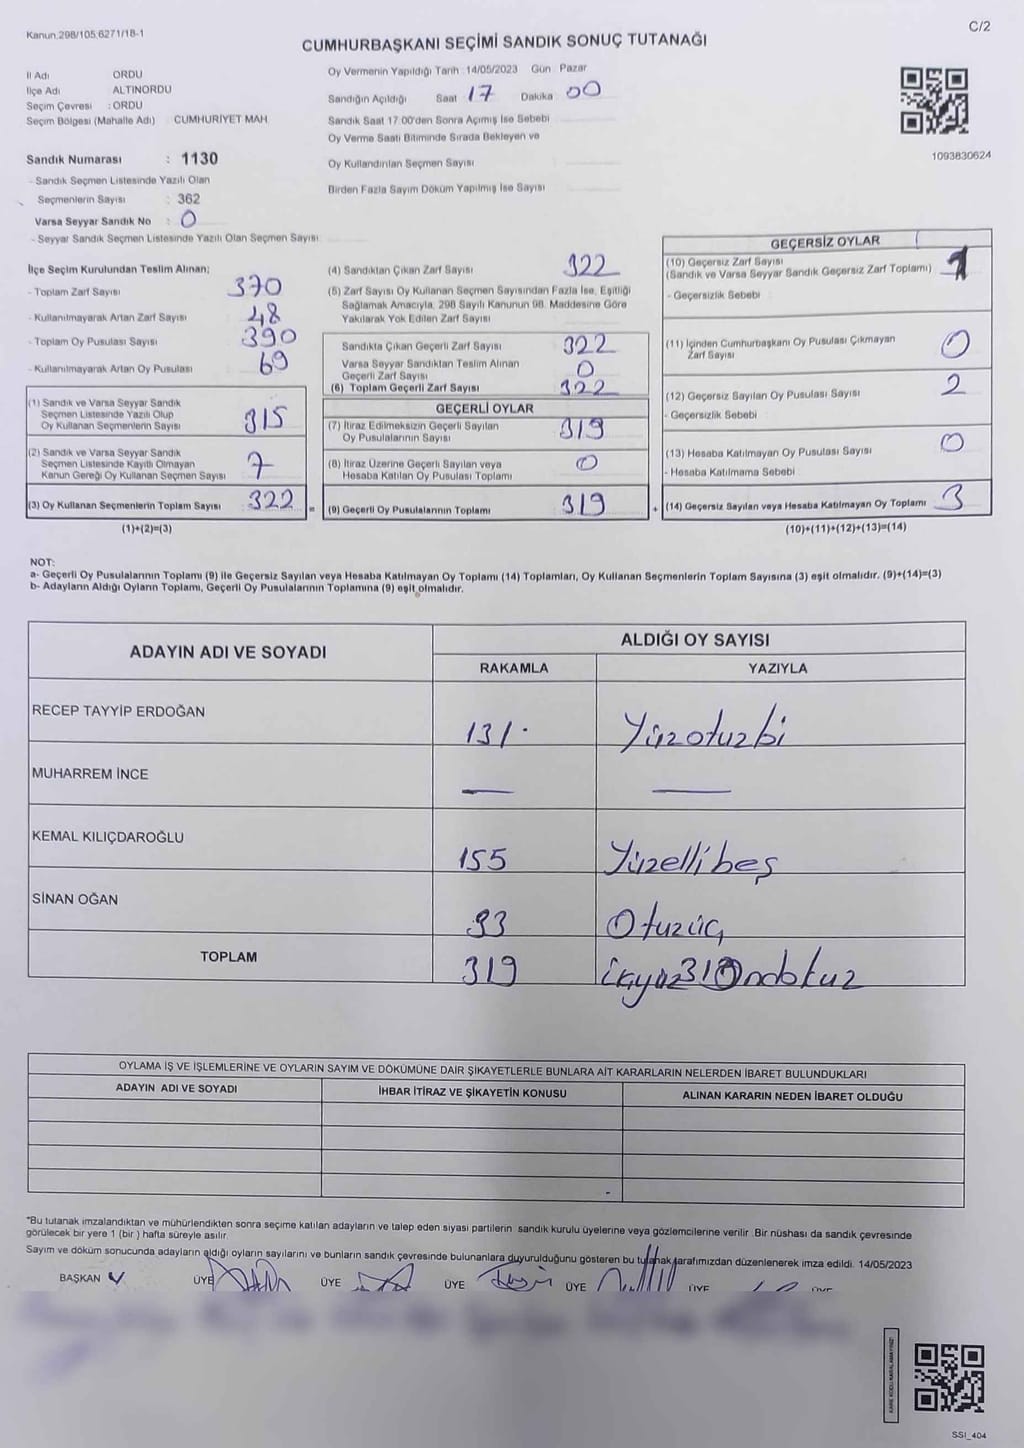 Kanun.298/105.6271/18-1
C/2
CUMHURBAŞKANI SEÇİMİ SANDIK SONUÇ TUTANAĞI
İl Adı ORDU
İlçe Adı ALTINORDU
Seçim Çevresi : ORDU
Seçim Bölgesi (Mahalle Adı) CUMHURİYET MAH.
Sandık Numarası : 1130
- Sandık Seçmen Listesinde Yazılı Olan
Seçmenlerin Sayısı : 362
Varsa Seyyar Sandık No : 0
- Seyyar Sandık Seçmen Listesinde Yazılı Olan Seçmen Sayısı:
Oy Vermenin Yapıldığı Tarih :14/05/2023 Gün : Pazar
Sandığın Açıldığı Saat 17 Dakika 00
Sandık Saat 17.00'den Sonra Açımış İse Sebebi
Oy Verme Saati Bitiminde Sırada Bekleyen ve
Oy Kullandırılan Seçmen Sayısı
Birden Fazla Sayım Döküm Yapılmış İse Sayısı
1093830624
İlçe Seçim Kurulundan Teslim Alınan;
- Toplam Zarf Sayısı 370
- Kullanılmayarak Artan Zarf Sayısı 48
- Toplam Oy Pusulası Sayısı 390
- Kullanılmayarak Artan Oy Pusulası 69
(1) Sandık ve Varsa Seyyar Sandık
Seçmen Listesinde Yazılı Olup
Oy Kullanan Seçmenlerin Sayısı 315
(2) Sandık ve Varsa Seyyar Sandık
Seçmen Listesinde Kayıtlı Olmayan
Kanun Gereği Oy Kullanan Seçmen Sayısı 7
(3) Oy Kullanan Seçmenlerin Toplam Sayısı 322 =
(1)+(2)=(3)
(4) Sandıktan Çıkan Zarf Sayısı 322
(5) Zarf Sayısı Oy Kullanan Seçmen Sayısından Fazla İse, Eşitliği
Sağlamak Amacıyla, 298 Sayılı Kanunun 98. Maddesine Göre
Yakılarak Yok Edilen Zarf Sayısı
Sandıkta Çıkan Geçerli Zarf Sayısı 322
Varsa Seyyar Sandıktan Teslim Alınan
Geçerli Zarf Sayısı 0
(6) Toplam Geçerli Zarf Sayısı 322
GEÇERLİ OYLAR
(7) İtiraz Edilmeksizin Geçerli Sayılan
Oy Pusulalarının Sayısı 319
(8) İtiraz Üzerine Geçerli Sayılan veya
Hesaba Katılan Oy Pusulası Toplamı 0
(9) Geçerli Oy Pusulalarının Toplamı 319 +
GEÇERSİZ OYLAR
(10) Geçersiz Zarf Sayısı
(Sandık ve Varsa Seyyar Sandık Geçersiz Zarf Toplamı) 1
- Geçersizlik Sebebi
(11) İçinden Cumhurbaşkanı Oy Pusulası Çıkmayan
Zarf Sayısı 0
(12) Geçersiz Sayılan Oy Pusulası Sayısı 2
- Geçersizlik Sebebi
(13) Hesaba Katılmayan Oy Pusulası Sayısı 0
- Hesaba Katılmama Sebebi
(14) Geçersiz Sayılan veya Hesaba Katılmayan Oy Toplamı 3
(10)+(11)+(12)+(13)=(14)
NOT:
a- Geçerli Oy Pusulalarının Toplamı (9) ile Geçersiz Sayılan veya Hesaba Katılmayan Oy Toplamı (14) Toplamları, Oy Kullanan Seçmenlerin Toplam Sayısına (3) eşit olmalıdır. (9)+(14)=(3)
b- Adayların Aldığı Oyların Toplamı, Geçerli Oy Pusulalarının Toplamına (9) eşit olmalıdır.
ADAYIN ADI VE SOYADI ALDIĞI OY SAYISI
RAKAMLA YAZIYLA
RECEP TAYYİP ERDOĞAN 131 Yüzotuzbi
MUHARREM İNCE — —
KEMAL KILIÇDAROĞLU 155 Yüzellibeş
SİNAN OĞAN 33 Otuzüç
TOPLAM 319
OYLAMA İŞ VE İŞLEMLERİNE VE OYLARIN SAYIM VE DÖKÜMÜNE DAİR ŞİKAYETLERLE BUNLARA AİT KARARLARIN NELERDEN İBARET BULUNDUKLARI
ADAYIN ADI VE SOYADI İHBAR İTİRAZ VE ŞİKAYETİN KONUSU ALINAN KARARIN NEDEN İBARET OLDUĞU
*Bu tutanak imzalandıktan ve mühürlendikten sonra seçime katılan adayların ve talep eden siyasi partilerin sandık kurulu üyelerine veya gözlemcilerine verilir. Bir nüshası da sandık çevresinde
görülecek bir yere 1 (bir ) hafta süreyle asılır.
Sayım ve döküm sonucunda adayların aldığı oyların sayılarını ve bunların sandık çevresinde bulunanlara duyurulduğunu gösteren bu tutanak tarafımızdan düzenlenerek imza edildi. 14/05/2023
BAŞKAN ÜYE ÜYE ÜYE ÜYE ÜYE ÜYE
SSI_404